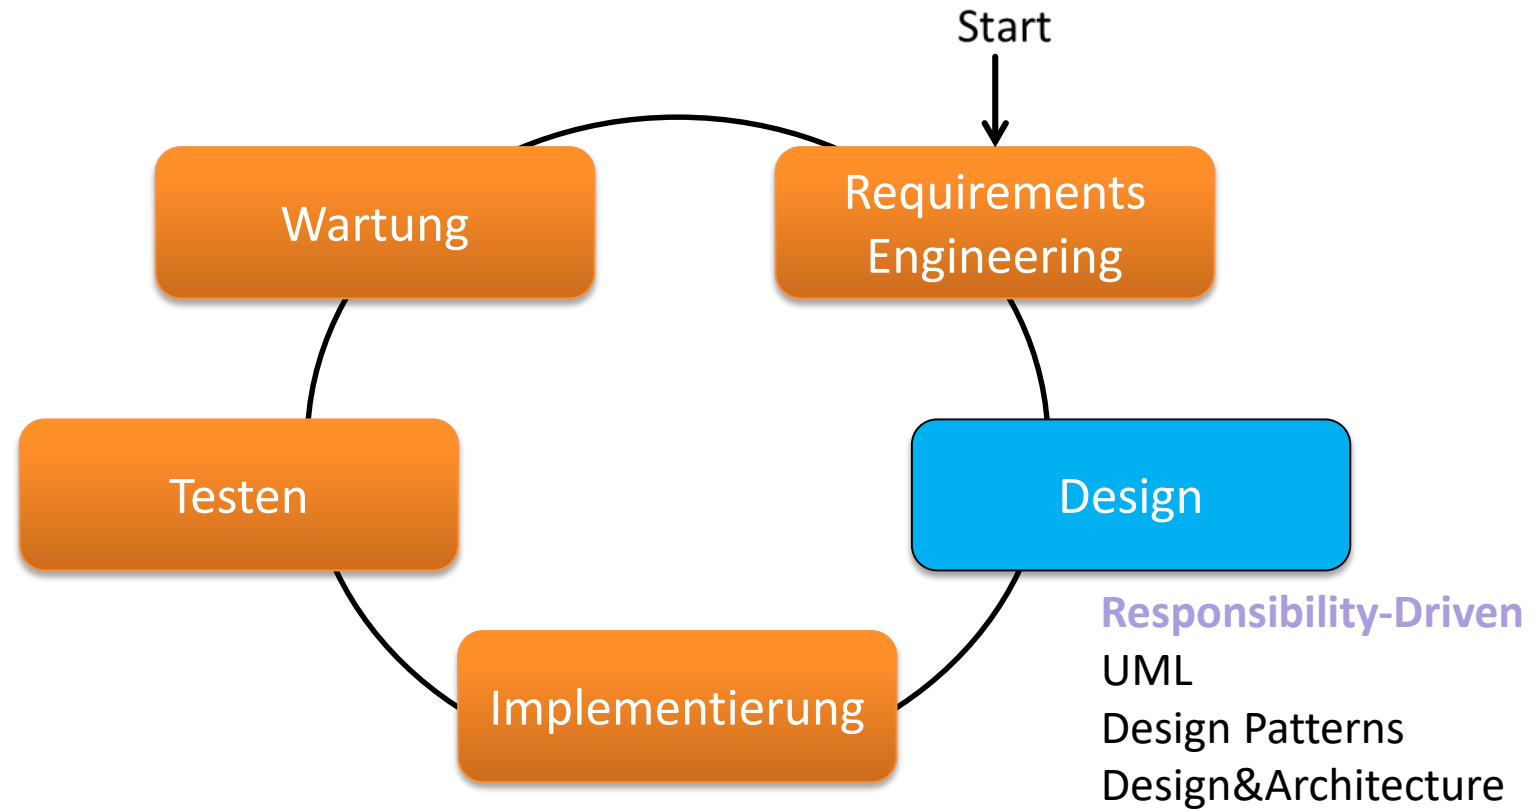 Start
Requirements
Engineering
Wartung
Design
Testen
Implementierung
Responsibility-Driven
UML
Design Patterns
Design&Architecture